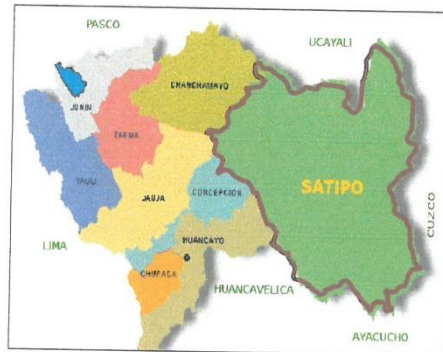 PASCO
UCAYALI
CHANCHAMAYO
JUNIN
TARMA
YAULI
JAUJA
CONCEPCION
SATIPO
CUZCO
LIMA
HUANCAYO
CHUPACA
HUANCAVELICA
AYACUCHO